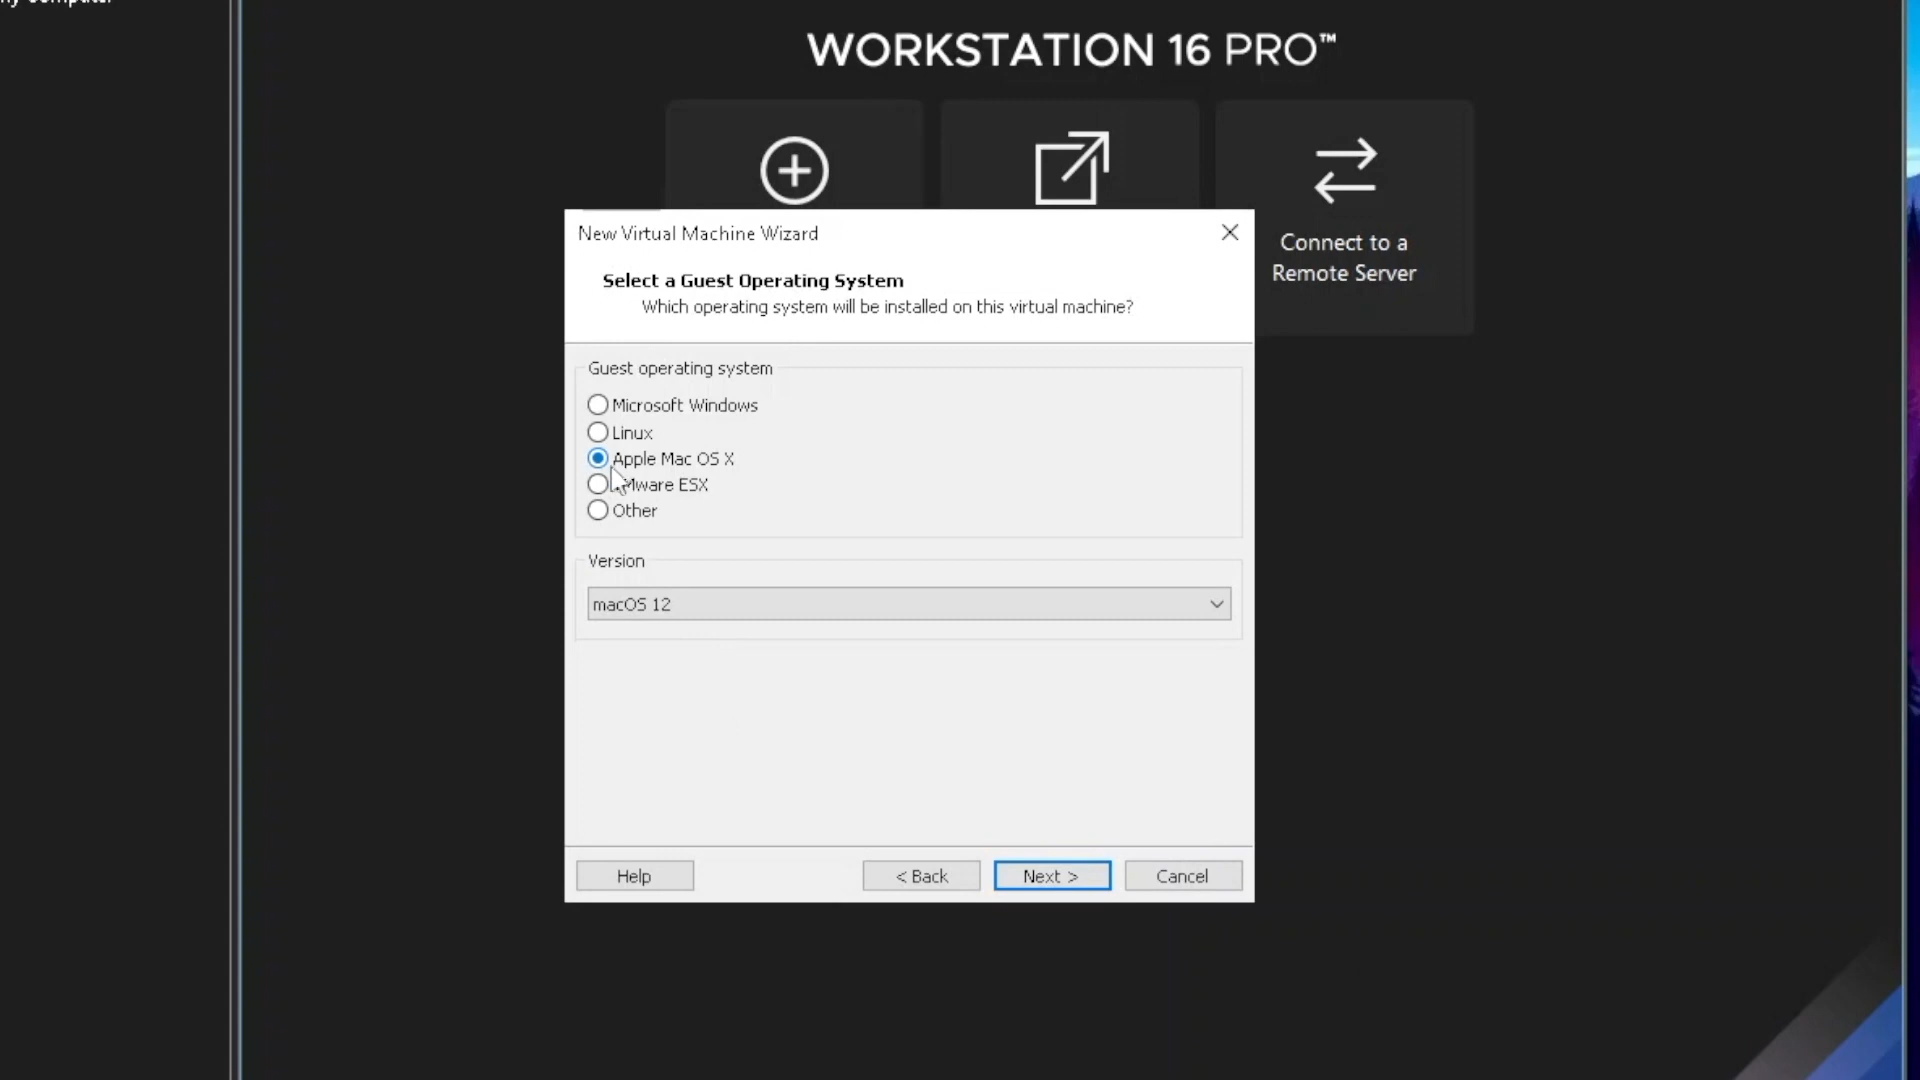 WORKSTATION 16 PRO™
Connect to a
Remote Server
New Virtual Machine Wizard
Select a Guest Operating System
Which operating system will be installed on this virtual machine?
Guest operating system
Microsoft Windows
Linux
Apple Mac OS X
Mware ESX
Other
Version
macOS 12
Help
< Back
Next >
Cancel